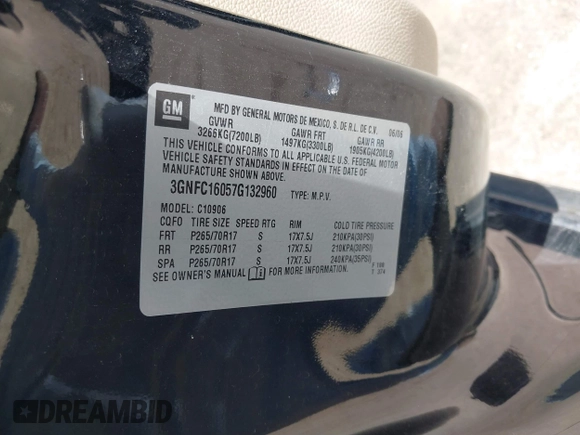 GM
MFD BY GENERAL MOTORS DE MEXICO, S. DE R.L. DE C.V. 06/06
GVWR GAWR FRT GAWR RR
3266KG(7200LB) 1497KG(3300LB) 1905KG(4200LB)
THIS VEHICLE CONFORMS TO ALL APPLICABLE U.S. FEDERAL MOTOR
VEHICLE SAFETY STANDARDS IN EFFECT ON THE DATE OF
MANUFACTURE SHOWN ABOVE.
3GNFC16057G132960 TYPE: M.P.V.
MODEL: C10906
CQFO TIRE SIZE SPEED RTG RIM COLD TIRE PRESSURE
FRT P265/70R17 S 17X7.5J 210KPA(30PSI)
RR P265/70R17 S 17X7.5J 210KPA(30PSI)
SPA P265/70R17 S 17X7.5J 240KPA(35PSI)
SEE OWNER'S MANUAL FOR MORE INFORMATION.
DREAMBID